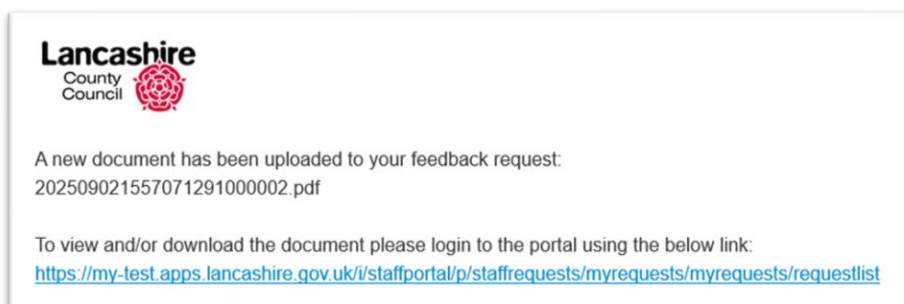 Lancashire
County
Council
A new document has been uploaded to your feedback request:
202509021557071291000002.pdf
To view and/or download the document please login to the portal using the below link:
https://my-test.apps.lancashire.gov.uk/i/staffportal/p/staffrequests/myrequests/myrequests/requestlist